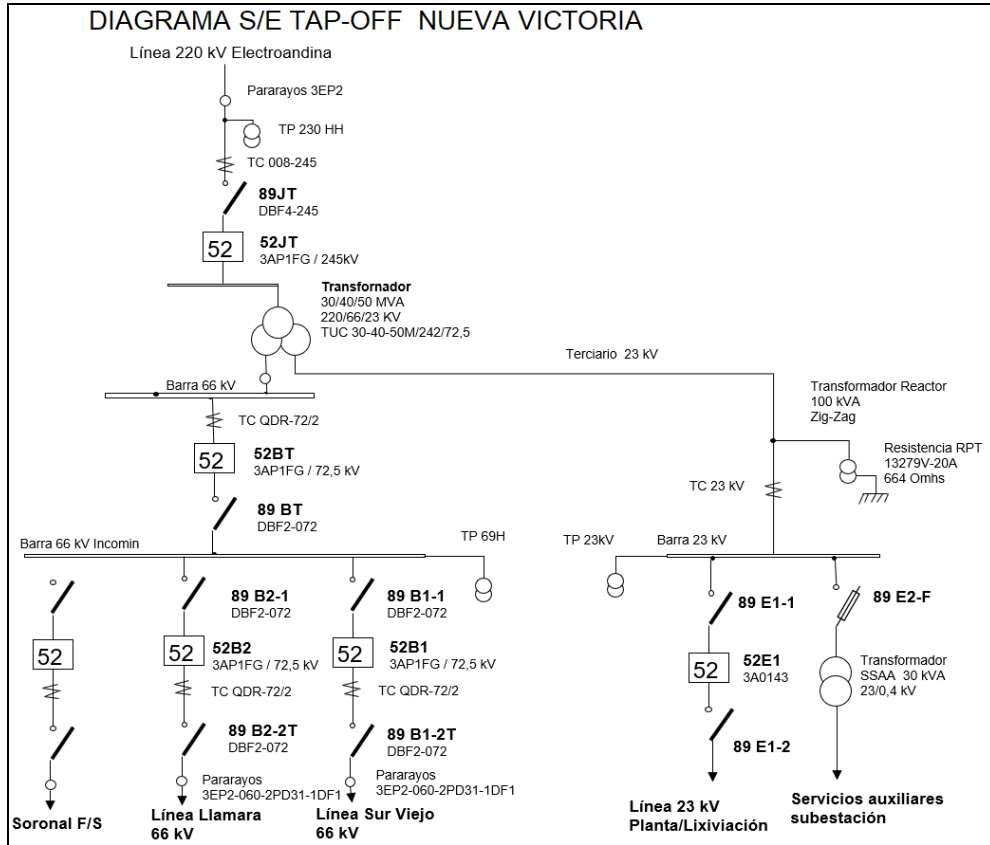 DIAGRAMA S/E TAP-OFF NUEVA VICTORIA
Línea 220 kV Electroandina
Pararayos 3EP2
TP 230 HH
TC 008-245
89JT
DBF4-245
52
52JT
3AP1FG / 245kV
Transfornador
30/40/50 MVA
220/66/23 KV
TUC 30-40-50M/242/72,5
Terciario 23 kV
Barra 66 kV
TC QDR-72/2
52
52BT
3AP1FG / 72,5 kV
89 BT
DBF2-072
Transformador Reactor
100 kVA
Zig-Zag
Resistencia RPT
13279V-20A
664 Omhs
TC 23 kV
Barra 66 kV Incomin
TP 69H
TP 23kV
Barra 23 kV
89 B2-1
DBF2-072
89 B1-1
DBF2-072
89 E1-1
89 E2-F
52
52
52B2
3AP1FG / 72,5 kV
52
52B1
3AP1FG / 72,5 kV
52
52E1
3A0143
Transformador
SSAA 30 kVA
23/0,4 kV
TC QDR-72/2
TC QDR-72/2
89 B2-2T
DBF2-072
89 B1-2T
DBF2-072
89 E1-2
Pararayos
3EP2-060-2PD31-1DF1
Pararayos
3EP2-060-2PD31-1DF1
Soronal F/S
Línea Llamara
66 kV
Línea Sur Viejo
66 kV
Línea 23 kV
Planta/Lixiviación
Servicios auxiliares
subestación